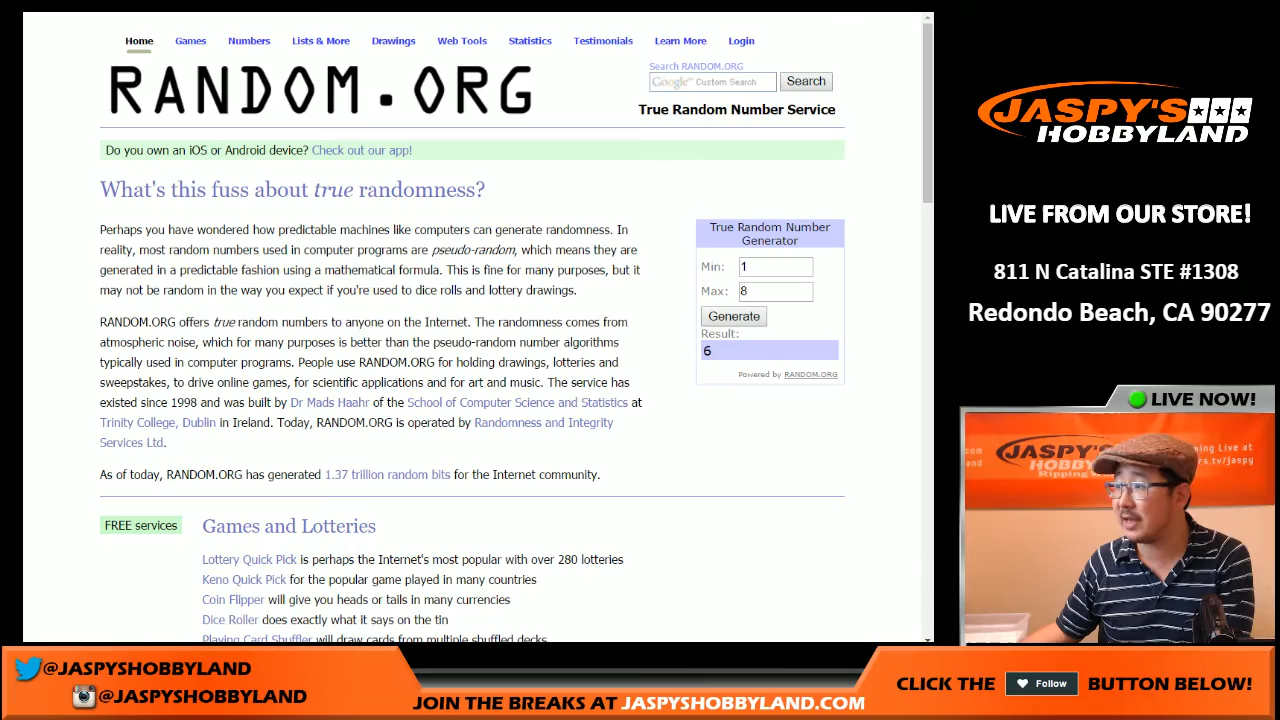 Home Games Numbers Lists & More Drawings Web Tools Statistics Testimonials Learn More Login
RANDOM.ORG
Search RANDOM.ORG
Google Custom Search
Search
True Random Number Service
Do you own an iOS or Android device? Check out our app!
What's this fuss about true randomness?
Perhaps you have wondered how predictable machines like computers can generate randomness. In
reality, most random numbers used in computer programs are pseudo-random, which means they are
generated in a predictable fashion using a mathematical formula. This is fine for many purposes, but it
may not be random in the way you expect if you're used to dice rolls and lottery drawings.
RANDOM.ORG offers true random numbers to anyone on the Internet. The randomness comes from
atmospheric noise, which for many purposes is better than the pseudo-random number algorithms
typically used in computer programs. People use RANDOM.ORG for holding drawings, lotteries and
sweepstakes, to drive online games, for scientific applications and for art and music. The service has
existed since 1998 and was built by Dr Mads Haahr of the School of Computer Science and Statistics at
Trinity College, Dublin in Ireland. Today, RANDOM.ORG is operated by Randomness and Integrity
Services Ltd.
As of today, RANDOM.ORG has generated 1.37 trillion random bits for the Internet community.
True Random Number
Generator
Min: 1
Max: 8
Generate
Result:
6
Powered by RANDOM.ORG
FREE services
Games and Lotteries
Lottery Quick Pick is perhaps the Internet's most popular with over 280 lotteries
Keno Quick Pick for the popular game played in many countries
Coin Flipper will give you heads or tails in many currencies
Dice Roller does exactly what it says on the tin
Playing Card Shuffler will draw cards from multiple shuffled decks
JASPY'S
HOBBYLAND
LIVE FROM OUR STORE!
811 N Catalina STE #1308
Redondo Beach, CA 90277
LIVE NOW!
JASPY'S
@JASPYSHOBBYLAND
@JASPYSHOBBYLAND
JOIN THE BREAKS AT JASPYSHOBBYLAND.COM
CLICK THE Follow BUTTON BELOW!